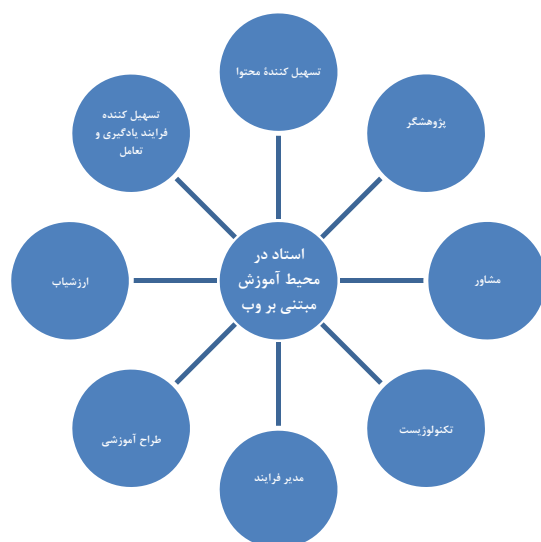 تسهیل کنندۀ محتوا
پژوهشگر
مشاور
تکنولوژیست
مدیر فرایند
طراح آموزشی
ارزشیاب
تسهیل کننده
فرایند یادگیری و
تعامل
استاد در
محیط آموزش
مبتنی بر وب